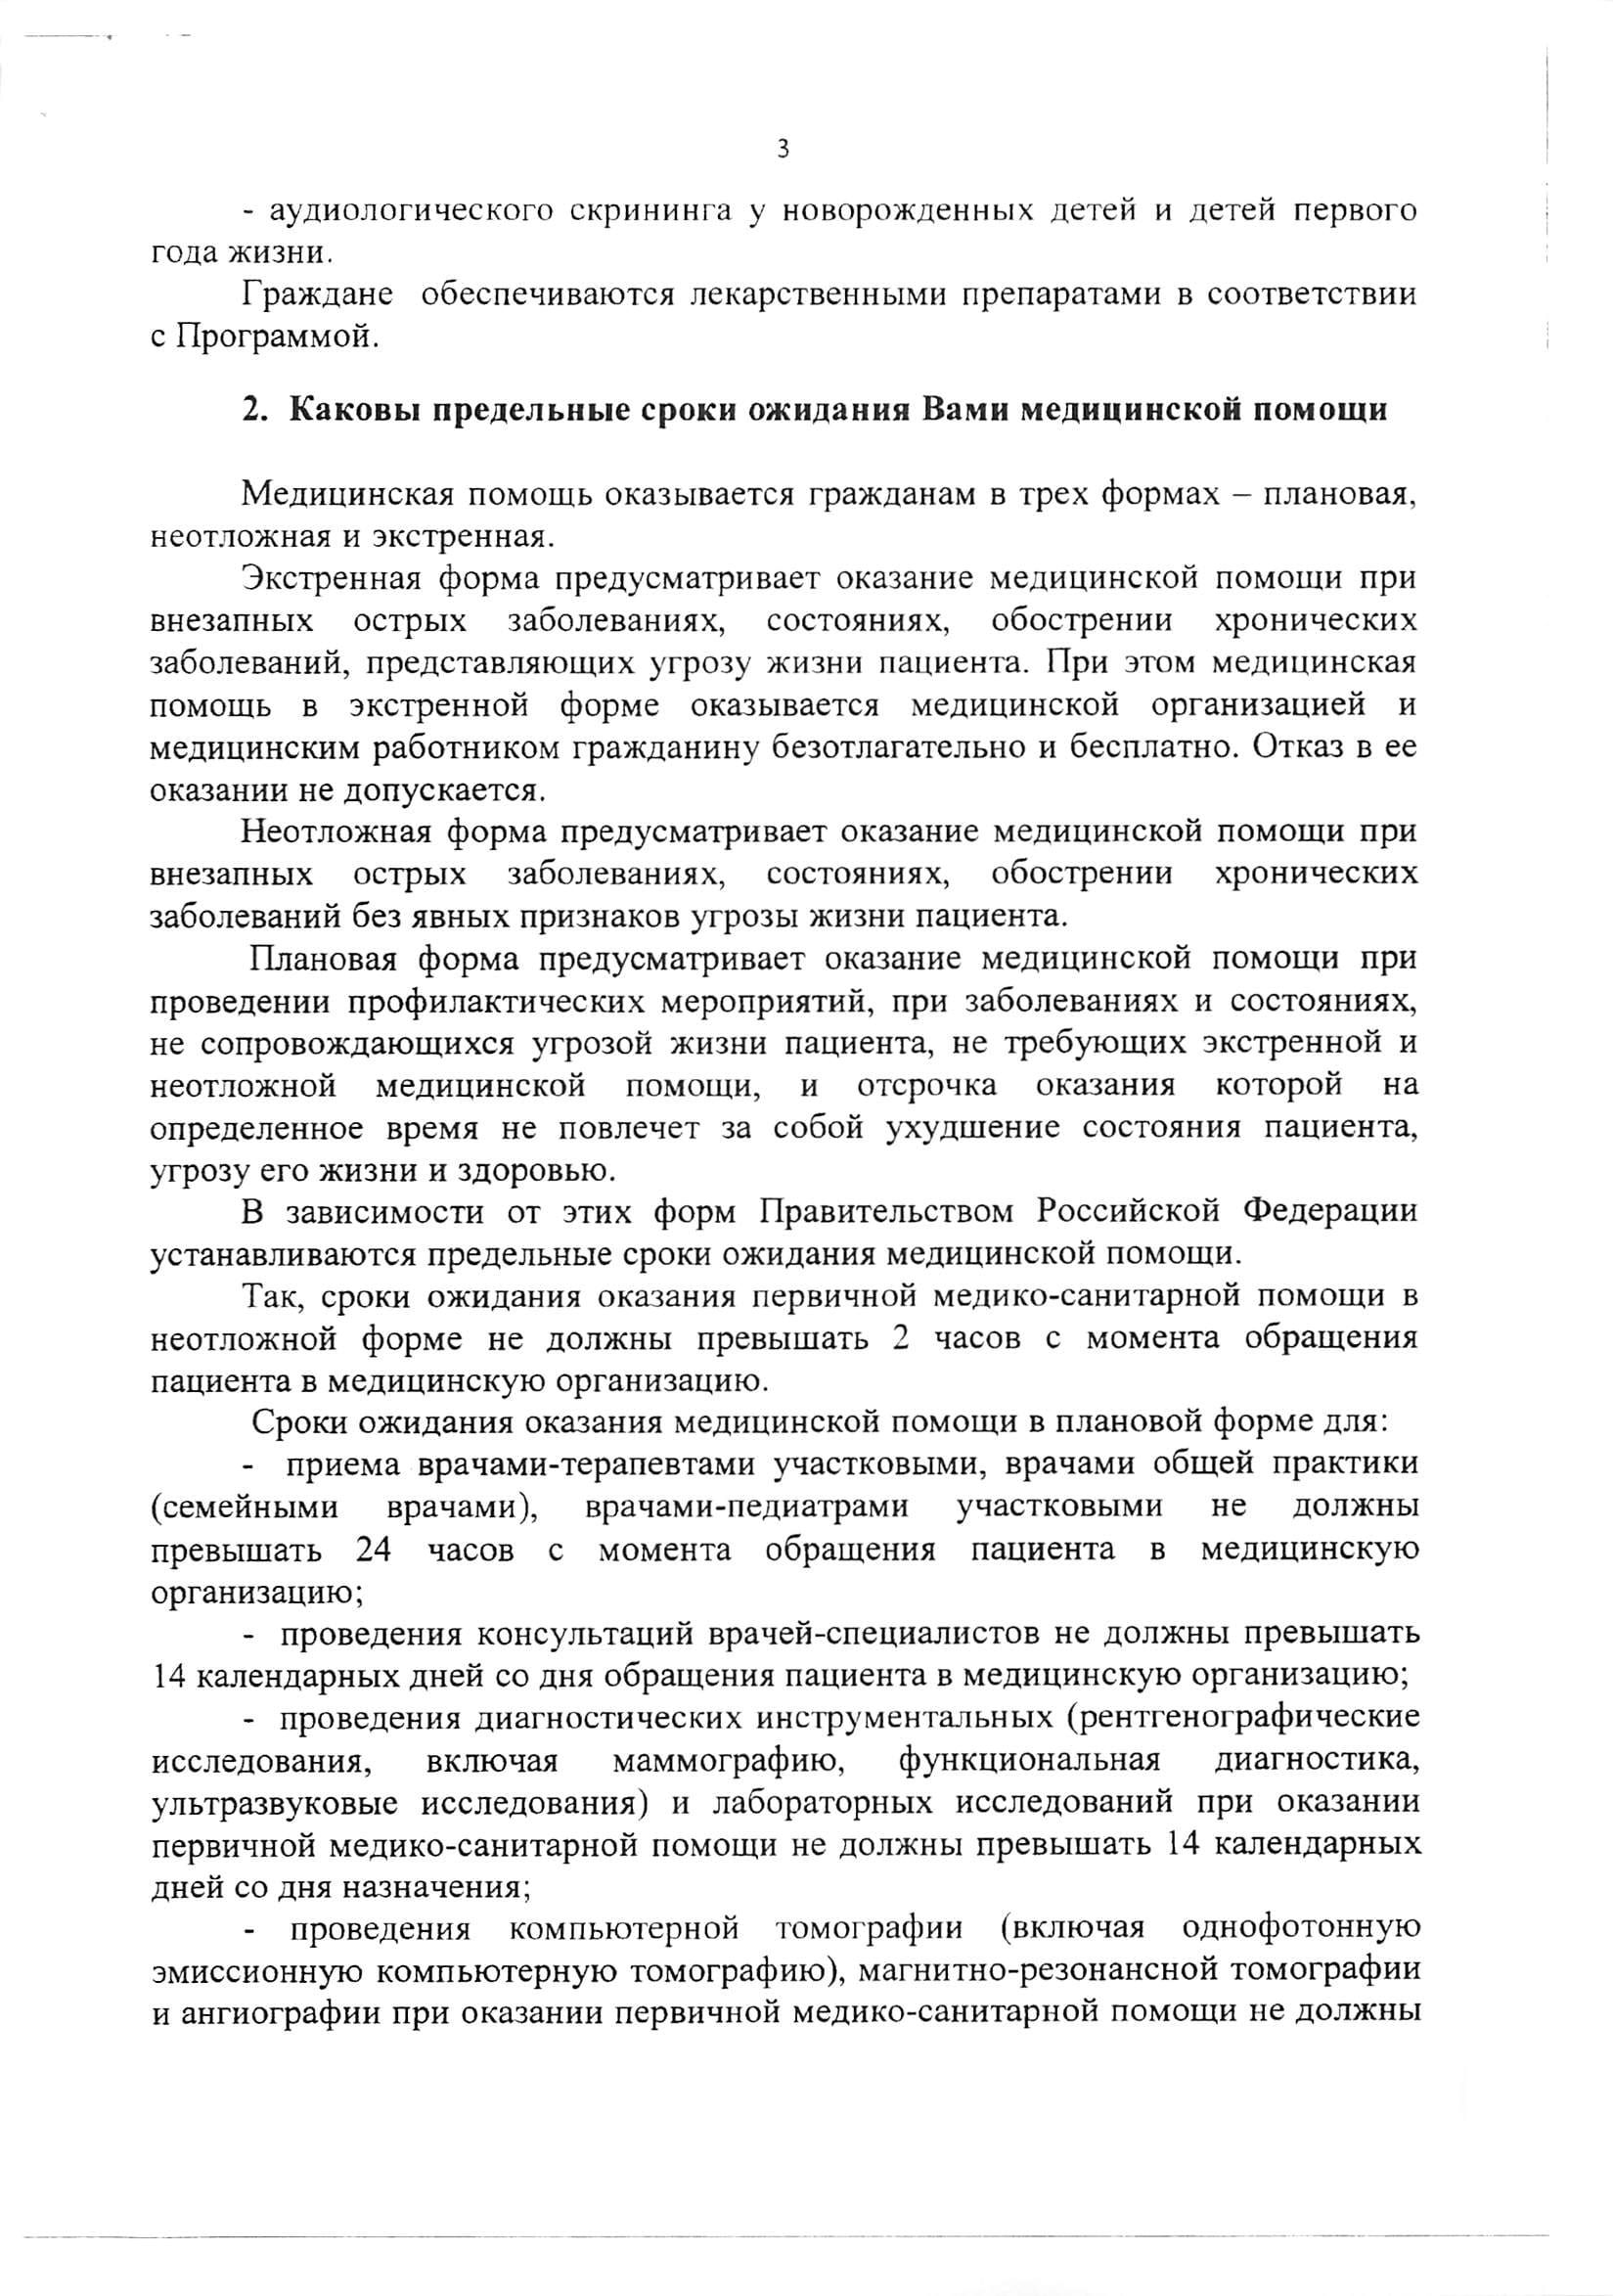 3
- аудиологического скрининга у новорожденных детей и детей первого
года жизни.
Граждане обеспечиваются лекарственными препаратами в соответствии
с Программой.
2. Каковы предельные сроки ожидания Вами медицинской помощи
Медицинская помощь оказывается гражданам в трех формах – плановая,
неотложная и экстренная.
Экстренная форма предусматривает оказание медицинской помощи при
внезапных острых заболеваниях, состояниях, обострении хронических
заболеваний, представляющих угрозу жизни пациента. При этом медицинская
помощь в экстренной форме оказывается медицинской организацией и
медицинским работником гражданину безотлагательно и бесплатно. Отказ в ее
оказании не допускается.
Неотложная форма предусматривает оказание медицинской помощи при
внезапных острых заболеваниях, состояниях, обострении хронических
заболеваний без явных признаков угрозы жизни пациента.
Плановая форма предусматривает оказание медицинской помощи при
проведении профилактических мероприятий, при заболеваниях и состояниях,
не сопровождающихся угрозой жизни пациента, не требующих экстренной и
неотложной медицинской помощи, и отсрочка оказания которой на
определенное время не повлечет за собой ухудшение состояния пациента,
угрозу его жизни и здоровью.
В зависимости от этих форм Правительством Российской Федерации
устанавливаются предельные сроки ожидания медицинской помощи.
Так, сроки ожидания оказания первичной медико-санитарной помощи в
неотложной форме не должны превышать 2 часов с момента обращения
пациента в медицинскую организацию.
Сроки ожидания оказания медицинской помощи в плановой форме для:
- приема врачами-терапевтами участковыми, врачами общей практики
(семейными врачами), врачами-педиатрами участковыми не должны
превышать 24 часов с момента обращения пациента в медицинскую
организацию;
- проведения консультаций врачей-специалистов не должны превышать
14 календарных дней со дня обращения пациента в медицинскую организацию;
- проведения диагностических инструментальных (рентгенографические
исследования, включая маммографию, функциональная диагностика,
ультразвуковые исследования) и лабораторных исследований при оказании
первичной медико-санитарной помощи не должны превышать 14 календарных
дней со дня назначения;
- проведения компьютерной томографии (включая однофотонную
эмиссионную компьютерную томографию), магнитно-резонансной томографии
и ангиографии при оказании первичной медико-санитарной помощи не должны